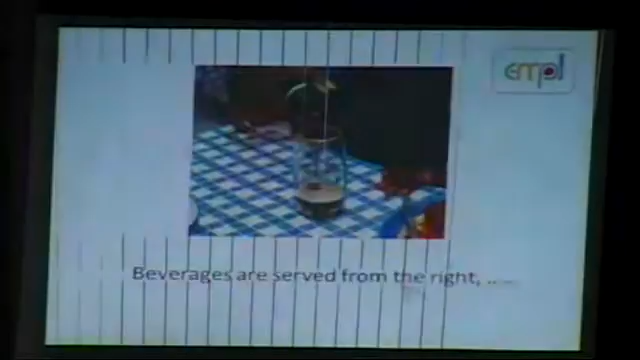 empl
Beverages are served from the right, .....